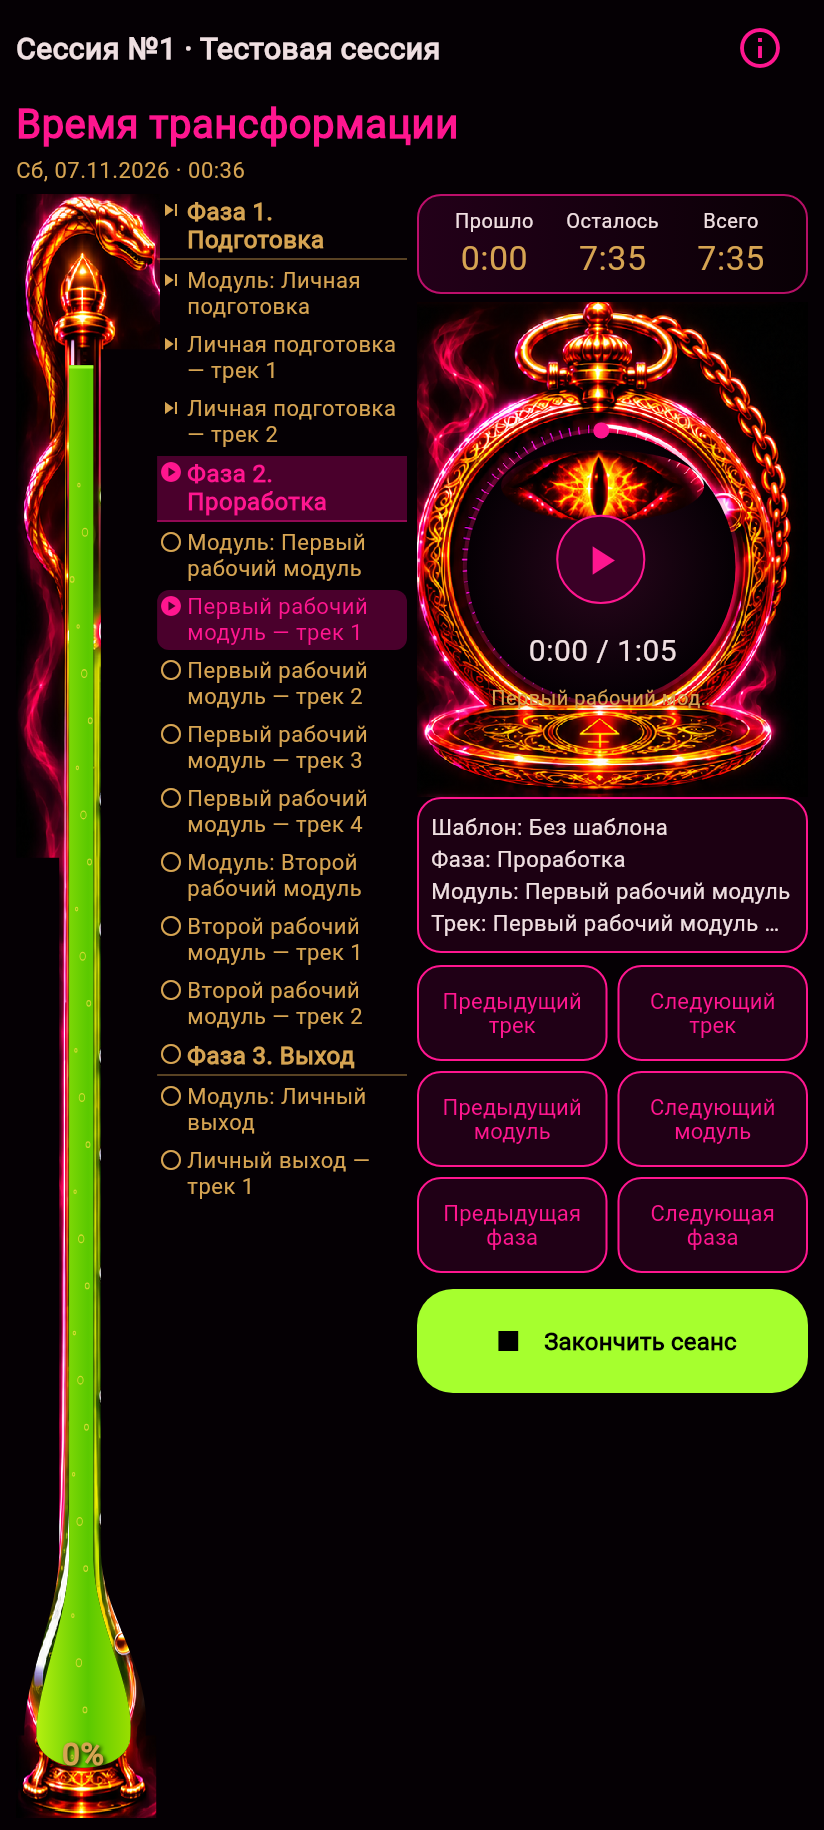 Сессия №1 · Тестовая сессия
Время трансформации
Сб, 07.11.2026 · 00:36
Фаза 1.
Подготовка
Модуль: Личная
подготовка
Личная подготовка
— трек 1
Личная подготовка
— трек 2
Фаза 2.
Проработка
Модуль: Первый
рабочий модуль
Первый рабочий
модуль — трек 1
Первый рабочий
модуль — трек 2
Первый рабочий
модуль — трек 3
Первый рабочий
модуль — трек 4
Модуль: Второй
рабочий модуль
Второй рабочий
модуль — трек 1
Второй рабочий
модуль — трек 2
Фаза 3. Выход
Модуль: Личный
выход
Личный выход —
трек 1
0%
Прошло Осталось Всего
0:00 7:35 7:35
0:00 / 1:05
Первый рабочий мод…
Шаблон: Без шаблона
Фаза: Проработка
Модуль: Первый рабочий модуль
Трек: Первый рабочий модуль …
Предыдущий
трек
Следующий
трек
Предыдущий
модуль
Следующий
модуль
Предыдущая
фаза
Следующая
фаза
Закончить сеанс